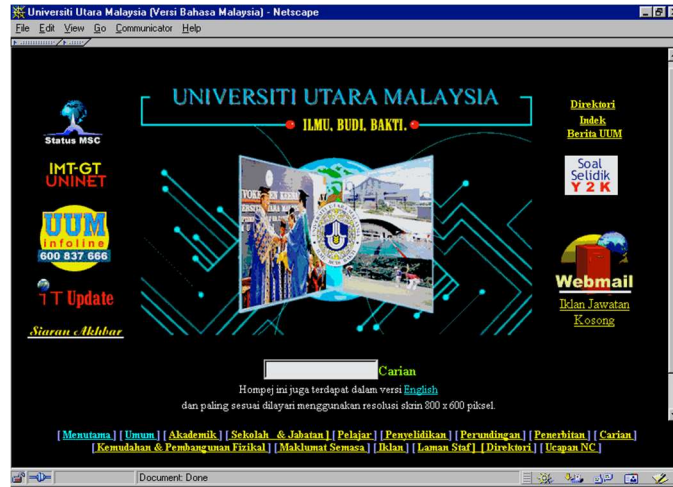 Universiti Utara Malaysia (Versi Bahasa Malaysia) - Netscape
File Edit View Go Communicator Help
UNIVERSITI UTARA MALAYSIA
ILMU, BUDI, BAKTI.
Status MSC
IMT-GT
UNINET
UUM
infoline
600 837 666
IT Update
Siaran Akhbar
Direktori
Indek
Berita UUM
Soal
Selidik
Y2K
Webmail
Iklan Jawatan
Kosong
Carian
Hompej ini juga terdapat dalam versi English
dan paling sesuai dilayari menggunakan resolusi skrin 800 x 600 piksel.
[ Menutama ] [ Umum ] [ Akademik ] [ Sekolah & Jabatan ] [ Pelajar ] [ Penyelidikan ] [ Perundingan ] [ Penerbitan ] [ Carian ]
[ Kemudahan & Pembangunan Fizikal ] [ Maklumat Semasa ] [ Iklan ] [ Laman Staf ] [ Direktori ] [ Ucapan NC ]
Document: Done